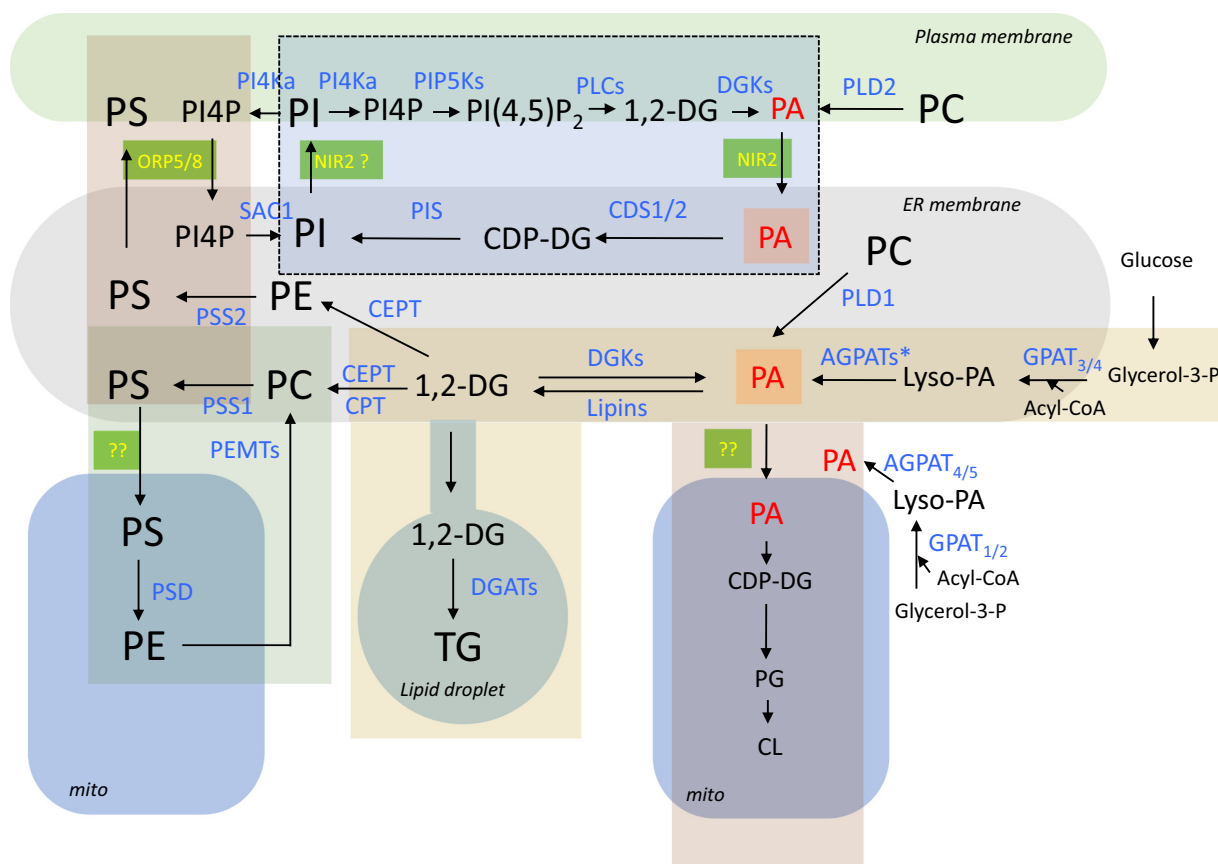 Plasma membrane
PI4Ka PI4Ka PIP5Ks PLCs DGKs PLD2
PS PI4P PI PI4P PI(4,5)P2 1,2-DG PA PC
ORP5/8 NIR2 ? NIR2
ER membrane
SAC1 PIS CDS1/2
PI4P PI CDP-DG PA PC
Glucose
PS PE CEPT PLD1
PSS2
PS PC CEPT 1,2-DG DGKs PA AGPATs* Lyso-PA GPAT3/4 Glycerol-3-P
PSS1 CPT Lipins Acyl-CoA
?? PEMTs ?? PA AGPAT4/5
Lyso-PA
PS 1,2-DG PA
GPAT1/2
PSD DGATs CDP-DG Acyl-CoA
Glycerol-3-P
PE TG
PG
Lipid droplet
CL
mito mito